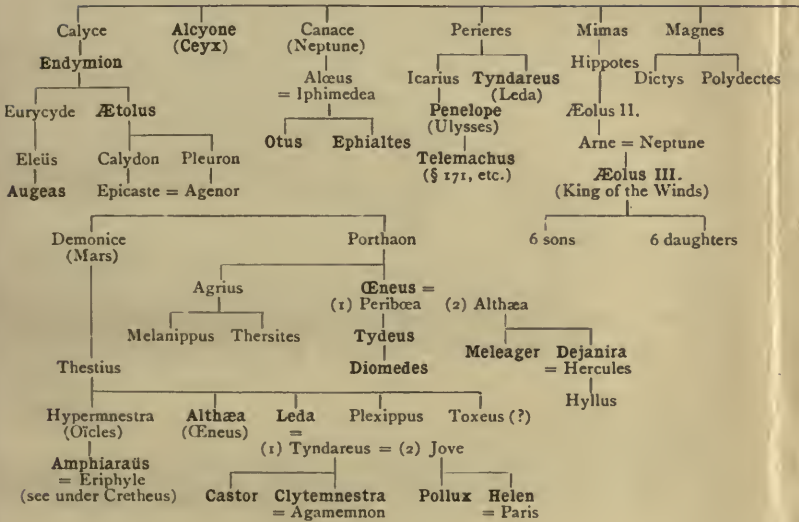 Calyce Alcyone Canace Perieres Mimas Magnes
(Ceyx) (Neptune)
Endymion Hippotes
Alœus Icarius Tyndareus Dictys Polydectes
= Iphimedea (Leda)
Eurycyde Ætolus Penelope Æolus II.
(Ulysses)
Otus Ephialtes Arne = Neptune
Eleüs Calydon Pleuron Telemachus
(§ 171, etc.) Æolus III.
Augeas Epicaste = Agenor (King of the Winds)
Demonice Porthaon 6 sons 6 daughters
(Mars)
Agrius Œneus =
(1) Peribœa (2) Althæa
Melanippus Thersites Tydeus
Meleager Dejanira
Thestius Diomedes = Hercules
Hyllus
Hypermnestra Althæa Leda Plexippus Toxeus (?)
(Oïcles) (Œneus) =
(1) Tyndareus = (2) Jove
Amphiaraüs
= Eriphyle
(see under Cretheus) Castor Clytemnestra Pollux Helen
= Agamemnon = Paris